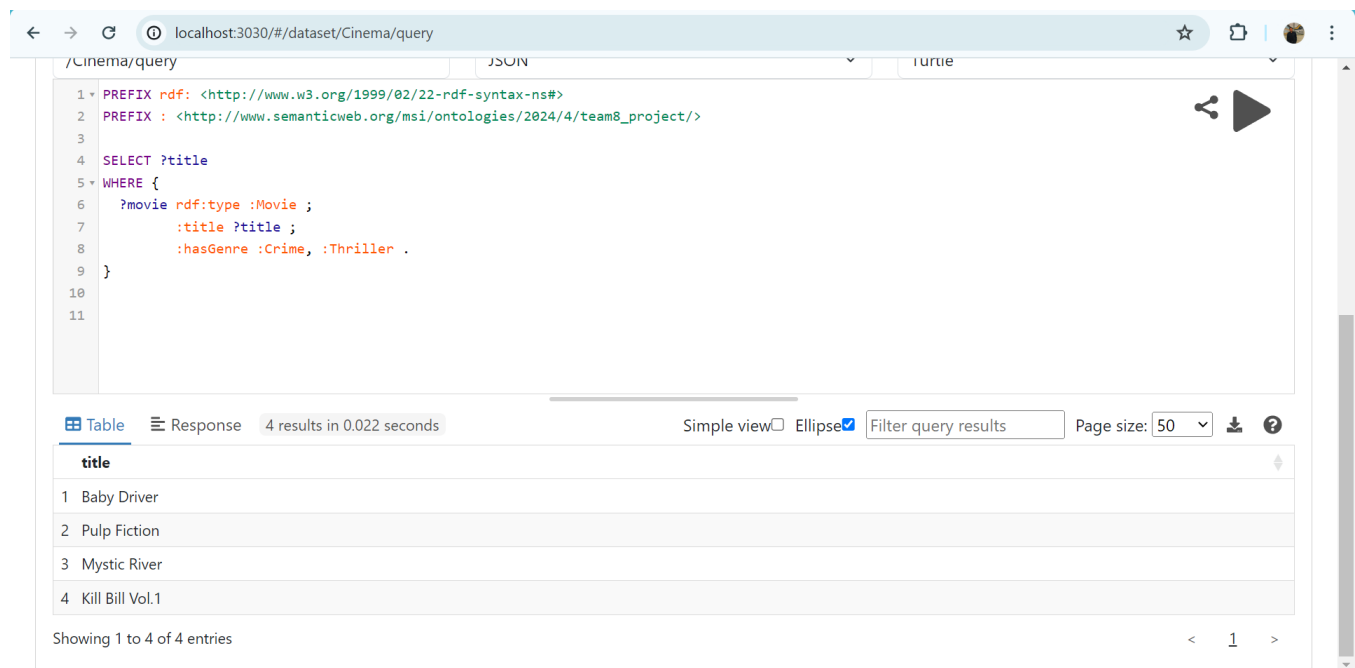 localhost:3030/#/dataset/Cinema/query
/Cinema/query JSON Turtle
1 PREFIX rdf: <http://www.w3.org/1999/02/22-rdf-syntax-ns#>
2 PREFIX : <http://www.semanticweb.org/msi/ontologies/2024/4/team8_project/>
3
4 SELECT ?title
5 WHERE {
6 ?movie rdf:type :Movie ;
7 :title ?title ;
8 :hasGenre :Crime, :Thriller .
9 }
10
11
Table Response 4 results in 0.022 seconds Simple view Ellipse Filter query results Page size: 50
title
1 Baby Driver
2 Pulp Fiction
3 Mystic River
4 Kill Bill Vol.1
Showing 1 to 4 of 4 entries < 1 >